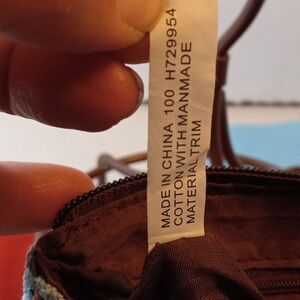 MADE IN CHINA 100 H729954
COTTON WITH MANMADE
MATERIAL TRIM